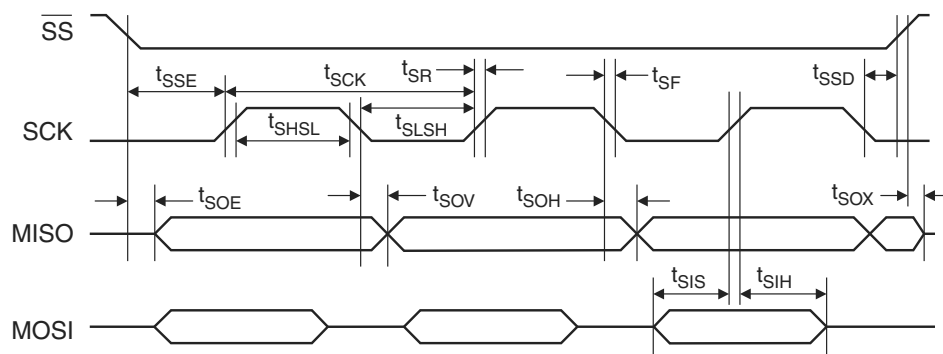 SS
tSSE
tSCK
tSR
tSF
tSSD
SCK
tSHSL
tSLSH
tSOE
tSOV
tSOH
tSOX
MISO
tSIS
tSIH
MOSI